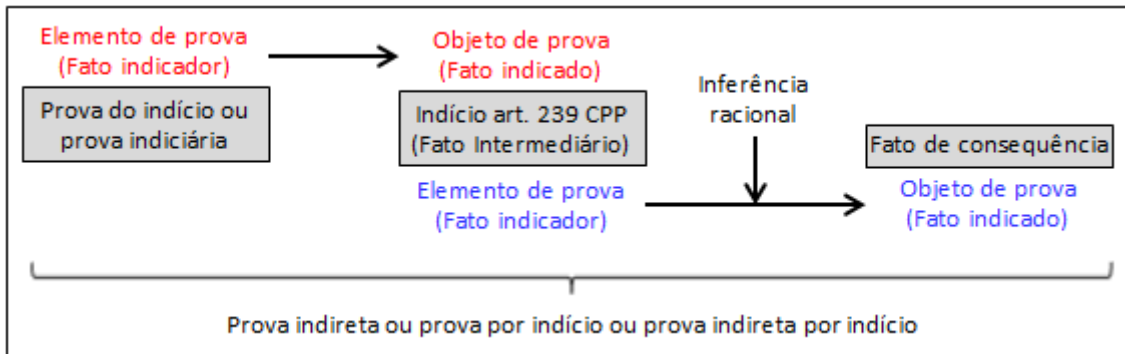 Elemento de prova
(Fato indicador)
Prova do indício ou
prova indiciária
Objeto de prova
(Fato indicado)
Indício art. 239 CPP
(Fato Intermediário)
Elemento de prova
(Fato indicador)
Inferência
racional
Fato de consequência
Objeto de prova
(Fato indicado)
Prova indireta ou prova por indício ou prova indireta por indício